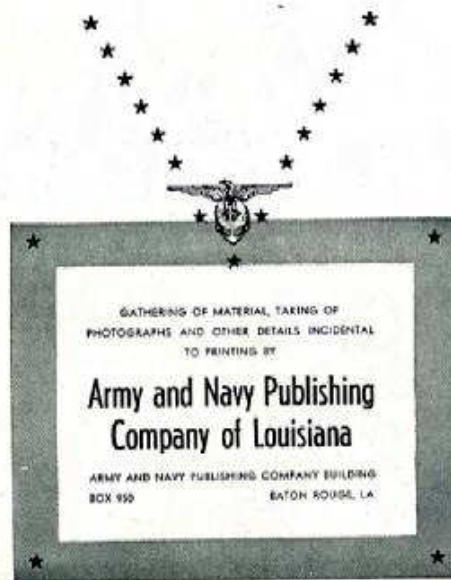 GATHERING OF MATERIAL, TAKING OF
PHOTOGRAPHS AND OTHER DETAILS INCIDENTAL
TO PRINTING BY
Army and Navy Publishing
Company of Louisiana
ARMY AND NAVY PUBLISHING COMPANY BUILDING
BOX 950 BATON ROUGE, LA